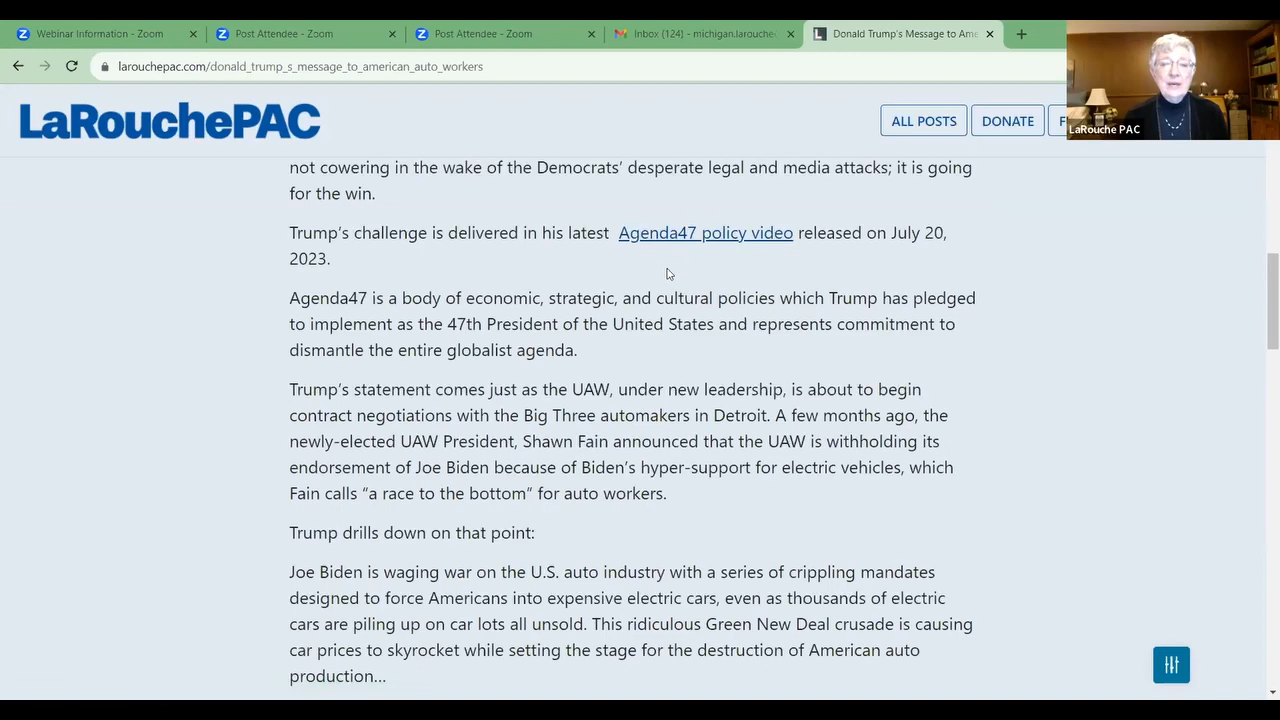 Webinar Information - Zoom
Post Attendee - Zoom
Post Attendee - Zoom
Inbox (124) - michigan.larouche
Donald Trump's Message to Ame
larouchepac.com/donald_trump_s_message_to_american_auto_workers
LaRouchePAC
ALL POSTS
DONATE
LaRouche PAC
not cowering in the wake of the Democrats’ desperate legal and media attacks; it is going
for the win.
Trump’s challenge is delivered in his latest Agenda47 policy video released on July 20,
2023.
Agenda47 is a body of economic, strategic, and cultural policies which Trump has pledged
to implement as the 47th President of the United States and represents commitment to
dismantle the entire globalist agenda.
Trump’s statement comes just as the UAW, under new leadership, is about to begin
contract negotiations with the Big Three automakers in Detroit. A few months ago, the
newly-elected UAW President, Shawn Fain announced that the UAW is withholding its
endorsement of Joe Biden because of Biden’s hyper-support for electric vehicles, which
Fain calls “a race to the bottom” for auto workers.
Trump drills down on that point:
Joe Biden is waging war on the U.S. auto industry with a series of crippling mandates
designed to force Americans into expensive electric cars, even as thousands of electric
cars are piling up on car lots all unsold. This ridiculous Green New Deal crusade is causing
car prices to skyrocket while setting the stage for the destruction of American auto
production…